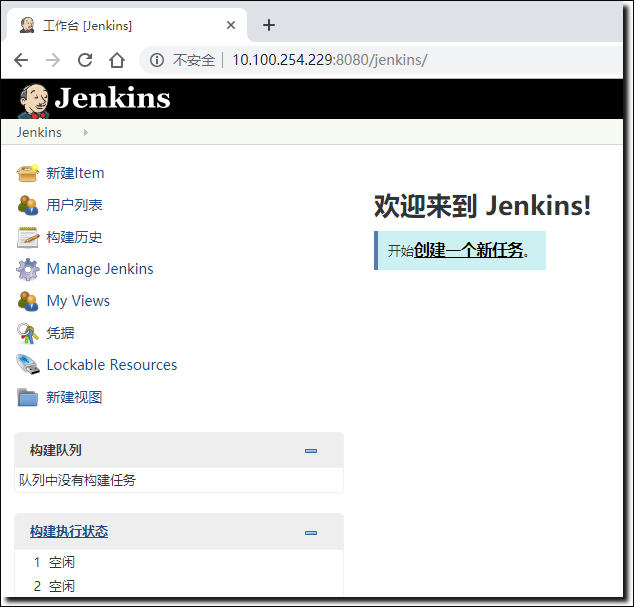 工作台 [Jenkins]
不安全 | 10.100.254.229:8080/jenkins/
Jenkins
Jenkins
新建Item
用户列表
构建历史
Manage Jenkins
My Views
凭据
Lockable Resources
新建视图
欢迎来到 Jenkins!
开始创建一个新任务。
构建队列
队列中没有构建任务
构建执行状态
1 空闲
2 空闲